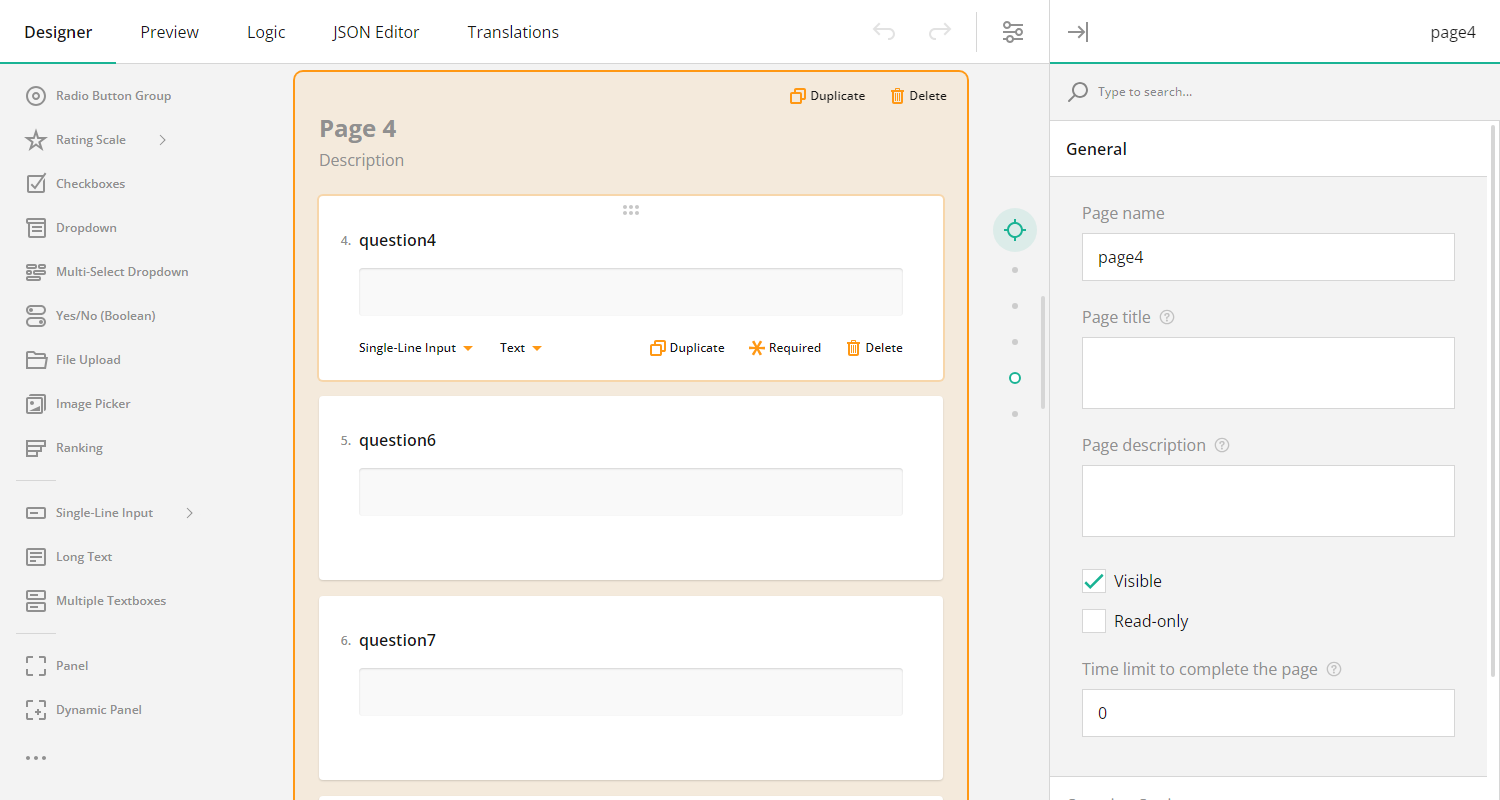 Designer
Preview
Logic
JSON Editor
Translations
page4
Radio Button Group
Rating Scale
Checkboxes
Dropdown
Multi-Select Dropdown
Yes/No (Boolean)
File Upload
Image Picker
Ranking
Single-Line Input
Long Text
Multiple Textboxes
Panel
Dynamic Panel
Duplicate
Delete
Page 4
Description
4. question4
Single-Line Input
Text
Duplicate
Required
Delete
5. question6
6. question7
Type to search...
General
Page name
page4
Page title
Page description
Visible
Read-only
Time limit to complete the page
0